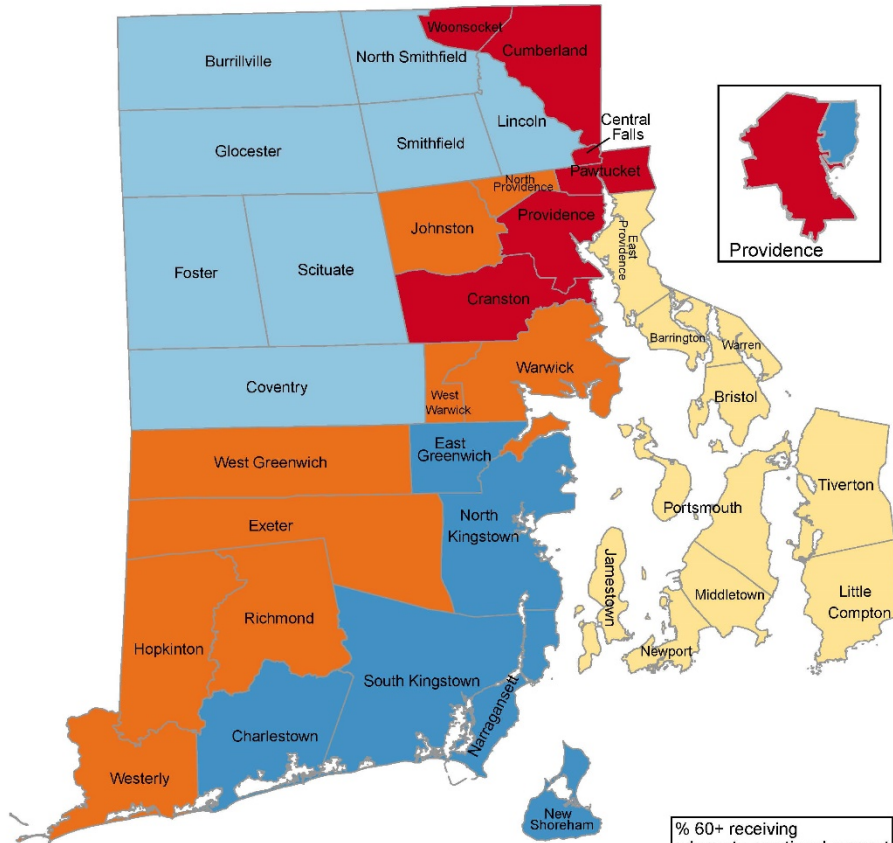 Woonsocket
Cumberland
Burrillville
North Smithfield
Lincoln
Central
Falls
Glocester
Smithfield
Pawtucket
North
Providence
Providence
Johnston
East
Providence
Providence
Foster
Scituate
Cranston
Barrington
Warren
Warwick
Coventry
West
Warwick
Bristol
East
Greenwich
West Greenwich
Tiverton
Portsmouth
North
Kingstown
Exeter
Jamestown
Middletown
Little
Compton
Richmond
Hopkinton
Newport
South Kingstown
Narragansett
Charlestown
Westerly
New
Shoreham
% 60+ receiving